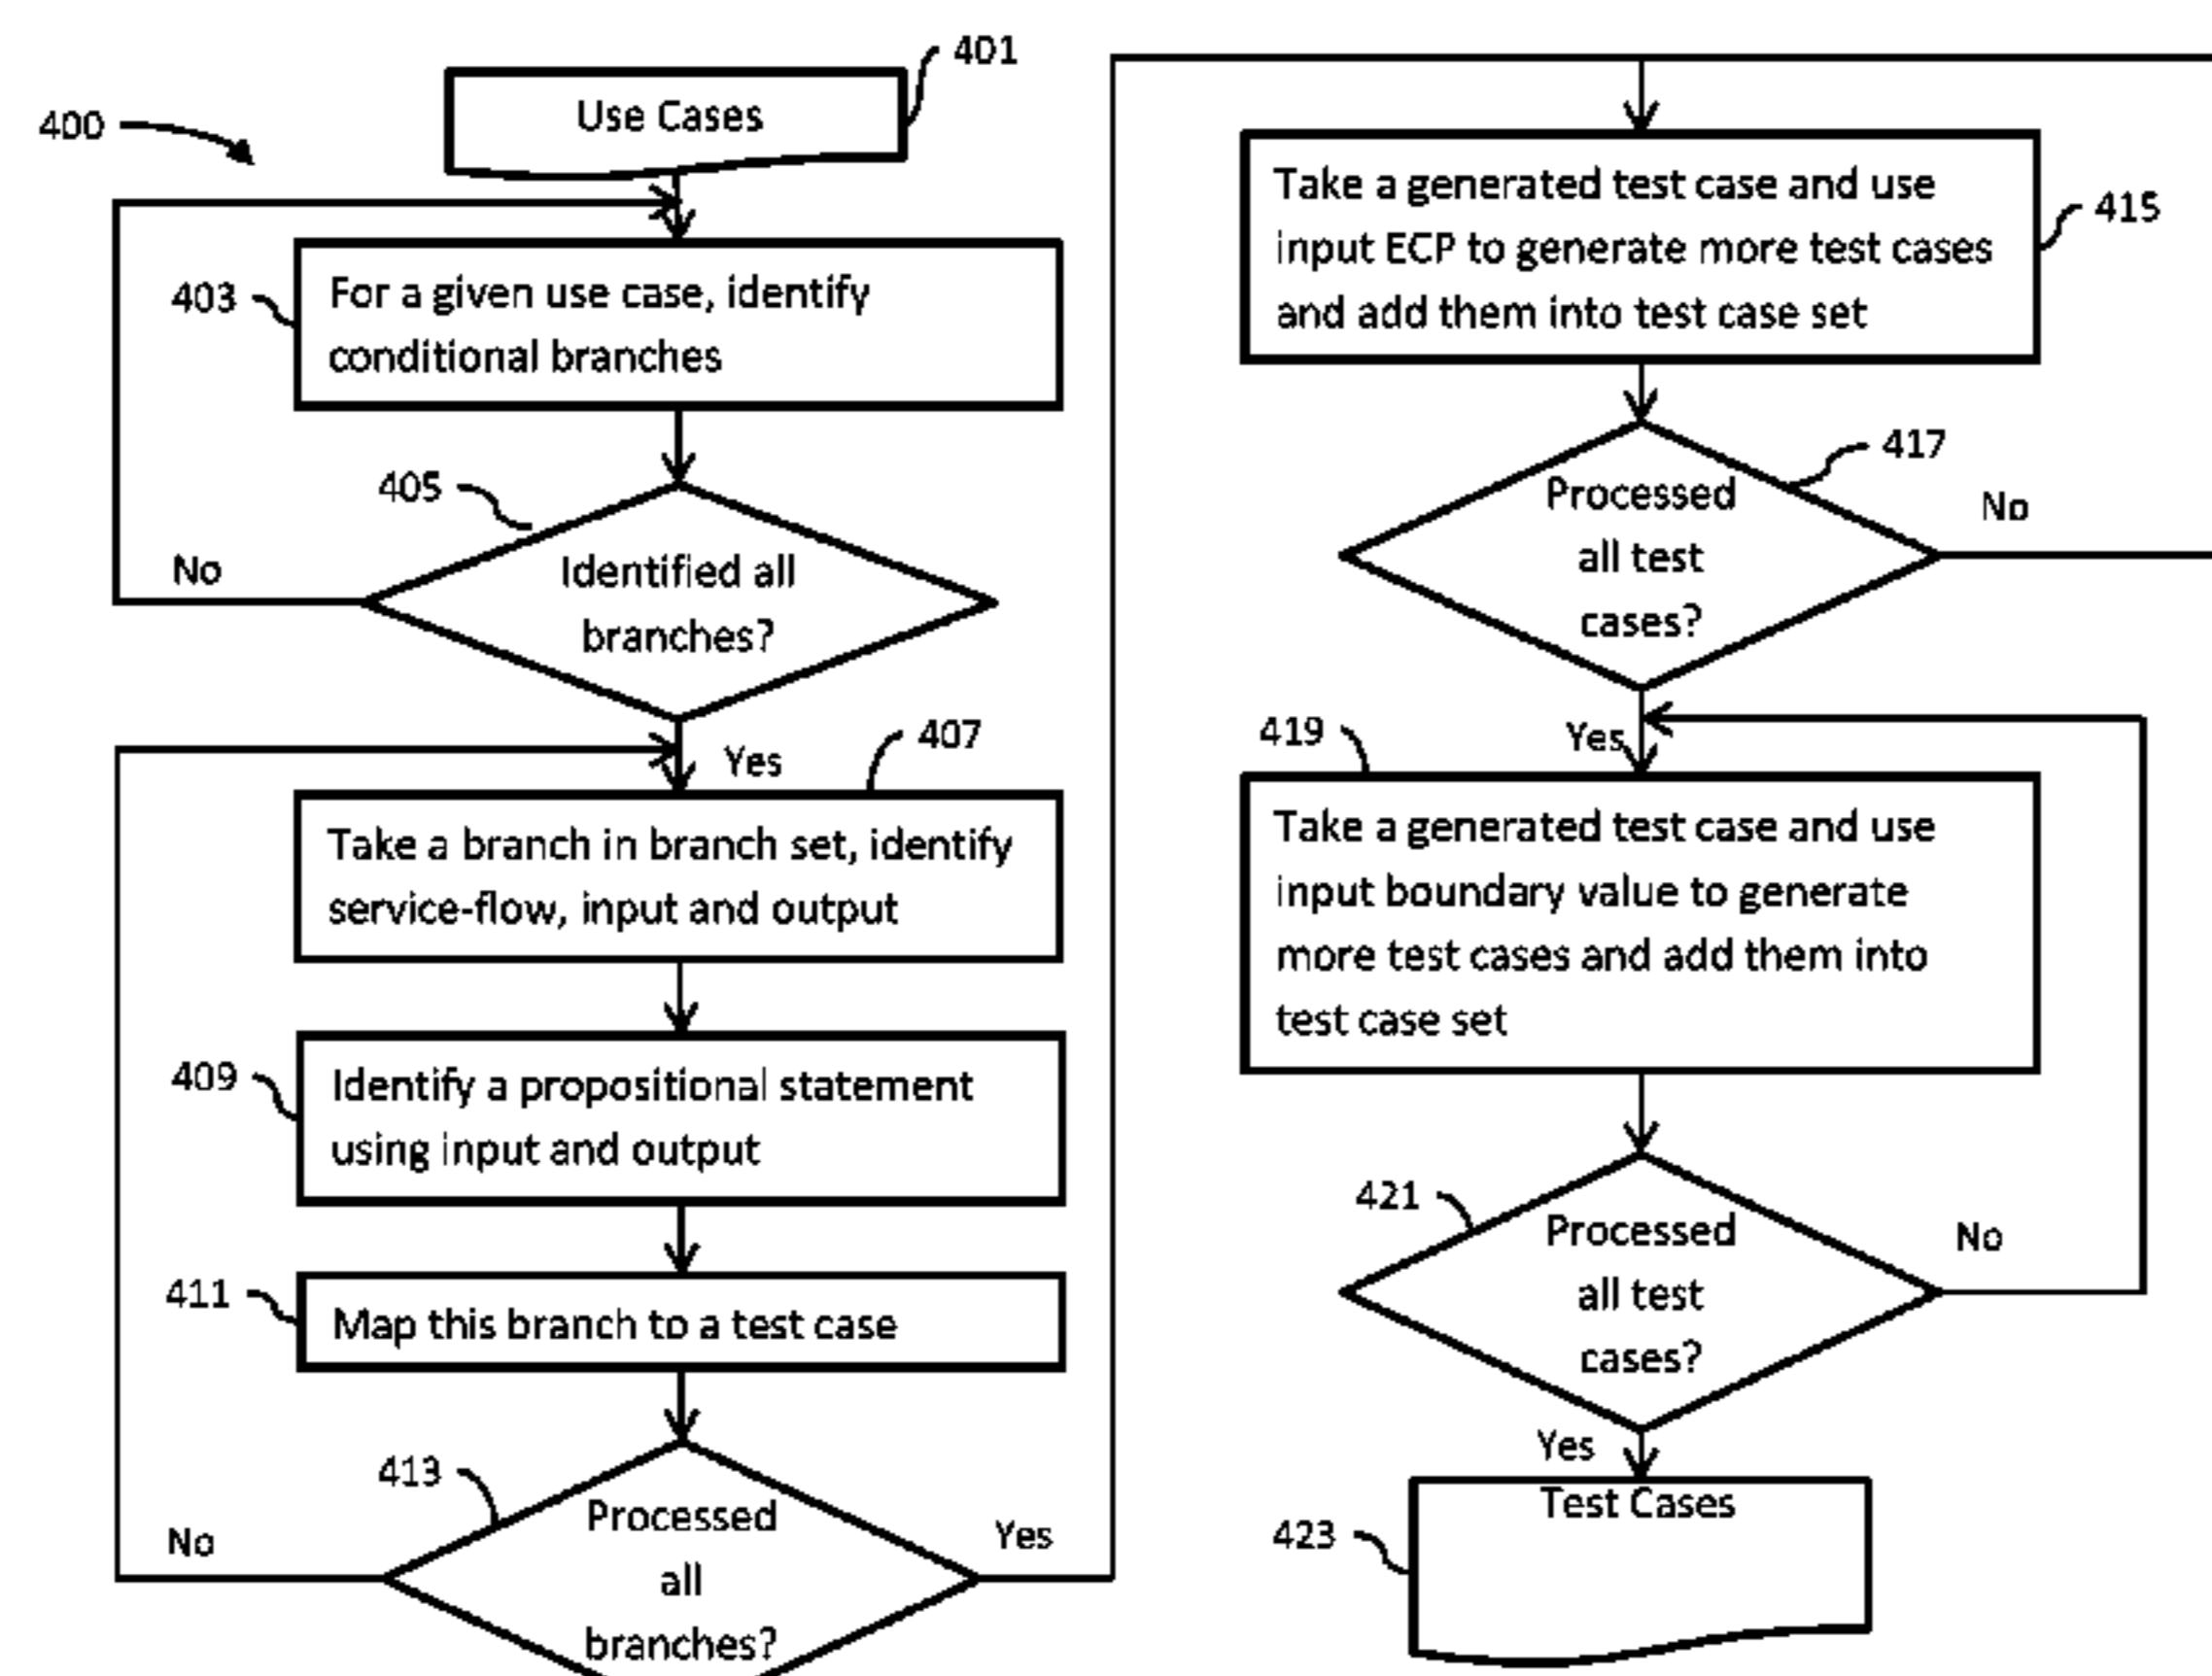 400
Use Cases
401
403
For a given use case, identify
conditional branches
405
Identified all
branches?
No
Yes
407
Take a branch in branch set, identify
service-flow, input and output
409
Identify a propositional statement
using input and output
411
Map this branch to a test case
413
Processed
all
branches?
No
Yes
Take a generated test case and use
input ECP to generate more test cases
and add them into test case set
415
417
Processed
all test
cases?
No
Yes
419
Take a generated test case and use
input boundary value to generate
more test cases and add them into
test case set
421
Processed
all test
cases?
No
Yes
Test Cases
423